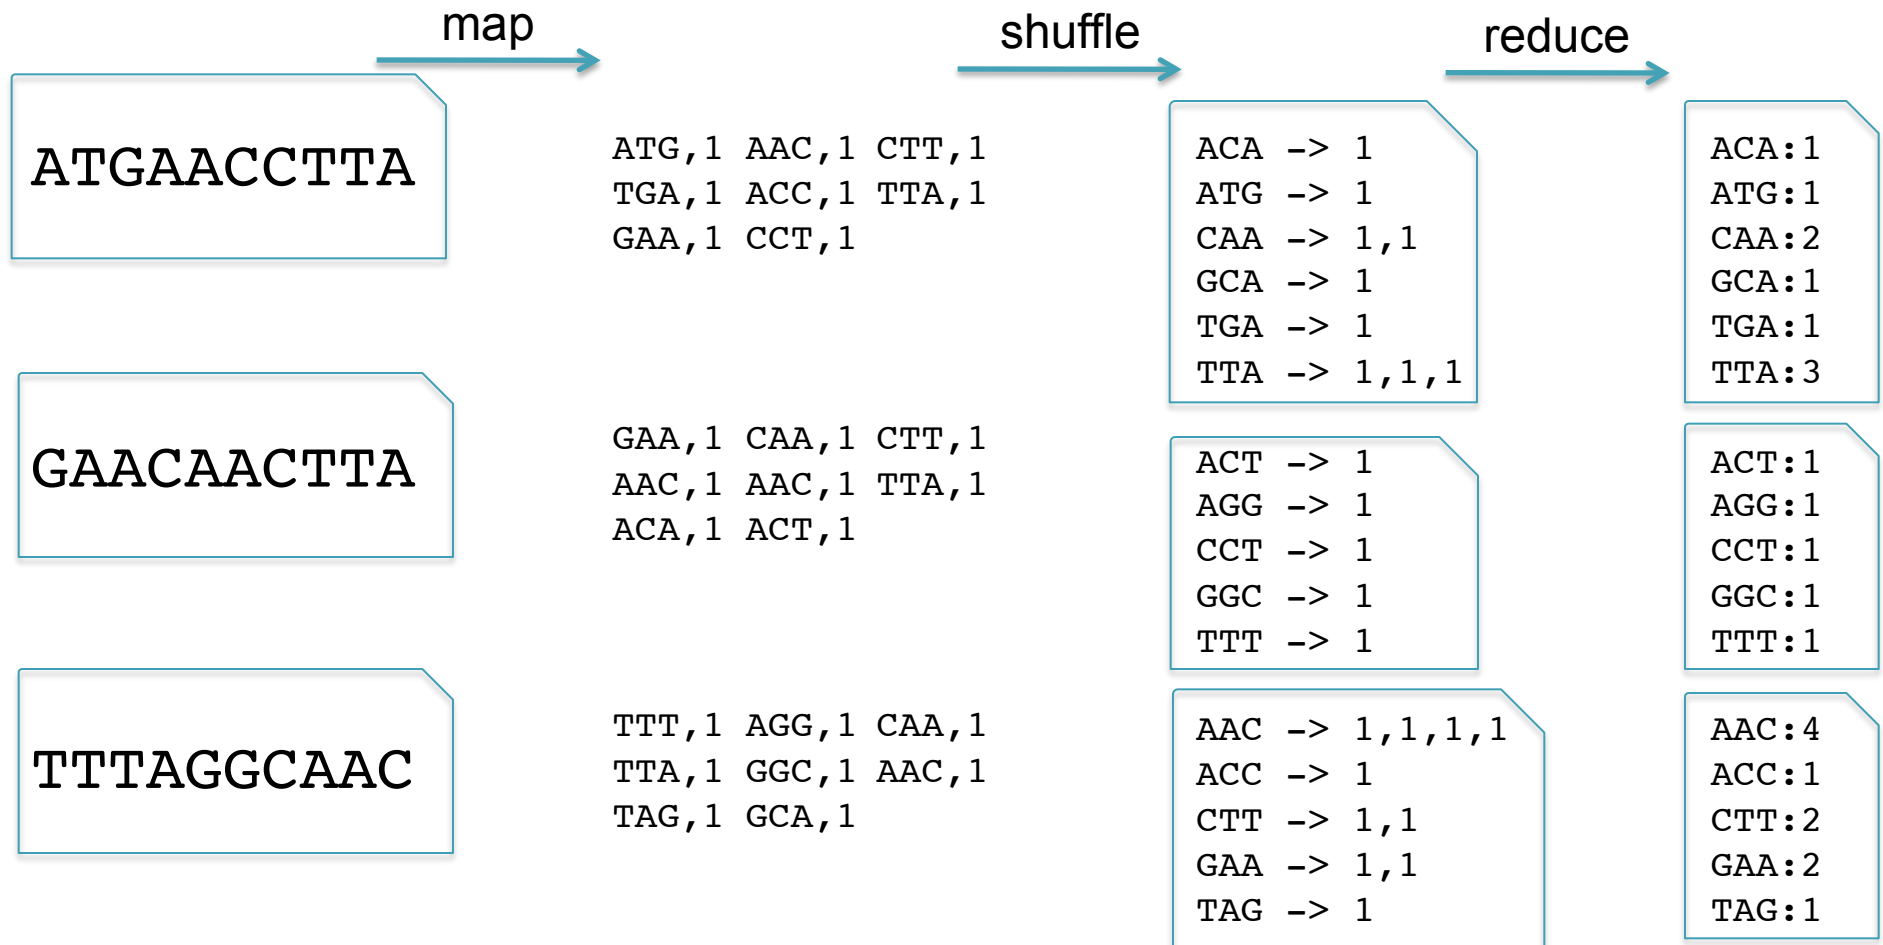 map
shuffle
reduce
ATGAACCTTA
ATG,1 AAC,1 CTT,1
TGA,1 ACC,1 TTA,1
GAA,1 CCT,1
GAACAACTTA
GAA,1 CAA,1 CTT,1
AAC,1 AAC,1 TTA,1
ACA,1 ACT,1
TTTAGGCAAC
TTT,1 AGG,1 CAA,1
TTA,1 GGC,1 AAC,1
TAG,1 GCA,1
ACA -> 1
ATG -> 1
CAA -> 1,1
GCA -> 1
TGA -> 1
TTA -> 1,1,1
ACT -> 1
AGG -> 1
CCT -> 1
GGC -> 1
TTT -> 1
AAC -> 1,1,1,1
ACC -> 1
CTT -> 1,1
GAA -> 1,1
TAG -> 1
ACA:1
ATG:1
CAA:2
GCA:1
TGA:1
TTA:3
ACT:1
AGG:1
CCT:1
GGC:1
TTT:1
AAC:4
ACC:1
CTT:2
GAA:2
TAG:1